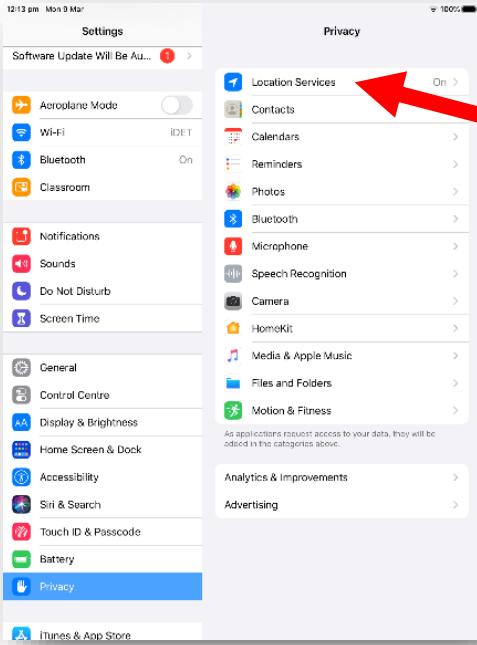 12:13 pm Mon 9 Mar
100%
Settings
Privacy
Software Update Will Be Au...
1
Aeroplane Mode
Wi-Fi
iDET
Bluetooth
On
Classroom
Notifications
Sounds
Do Not Disturb
Screen Time
General
Control Centre
AA
Display & Brightness
Home Screen & Dock
Accessibility
Siri & Search
Touch ID & Passcode
Battery
Privacy
iTunes & App Store
Location Services
On
Contacts
Calendars
Reminders
Photos
Bluetooth
Microphone
Speech Recognition
Camera
HomeKit
Media & Apple Music
Files and Folders
Motion & Fitness
As applications request access to your data, they will be
added in the categories above.
Analytics & Improvements
Advertising